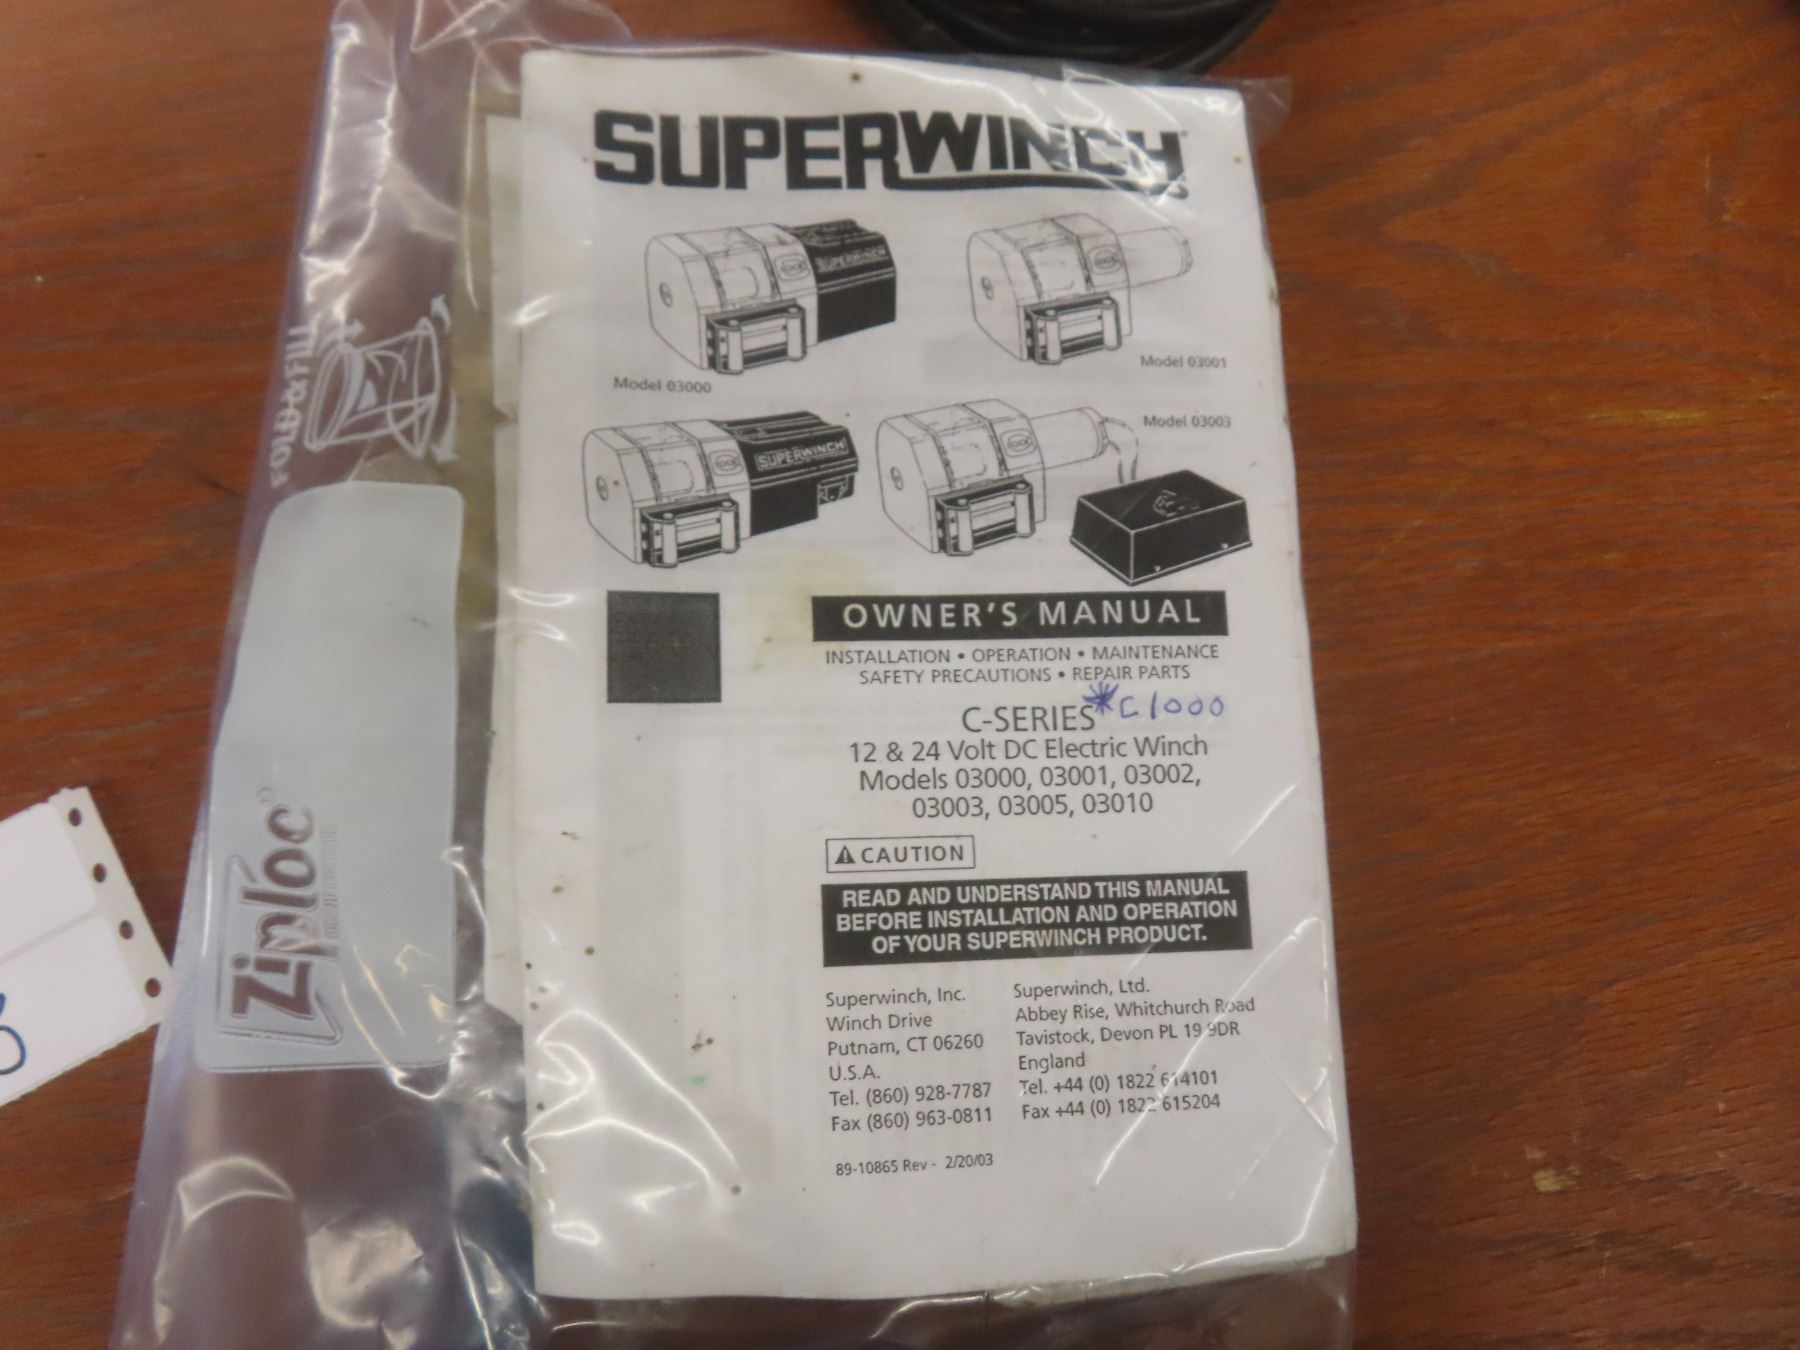 SUPERWINCH
SUPERWINCH
Model 03000
Model 03001
SUPERWINCH
Model 03003
OWNER'S MANUAL
INSTALLATION • OPERATION • MAINTENANCE
SAFETY PRECAUTIONS • REPAIR PARTS
*C1000
C-SERIES
12 & 24 Volt DC Electric Winch
Models 03000, 03001, 03002,
03003, 03005, 03010
CAUTION
READ AND UNDERSTAND THIS MANUAL
BEFORE INSTALLATION AND OPERATION
OF YOUR SUPERWINCH PRODUCT.
Superwinch, Inc.
Winch Drive
Putnam, CT 06260
U.S.A.
Tel. (860) 928-7787
Fax (860) 963-0811
Superwinch, Ltd.
Abbey Rise, Whitchurch Road
Tavistock, Devon PL 19 9DR
England
Tel. +44 (0) 1822 614101
Fax +44 (0) 1822 615204
89-10865 Rev - 2/20/03
FOLD & FILL
Ziploc®